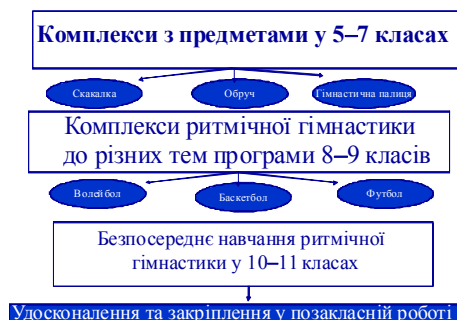 Комплекси з предметами у 5–7 класах
Скакалка
Обруч
Гімнастична палиця
Комплекси ритмічної гімнастики
до різних тем програми 8–9 класів
Волейбол
Баскетбол
Футбол
Безпосереднє навчання ритмічної
гімнастики у 10–11 класах
Удосконалення та закріплення у позакласній роботі